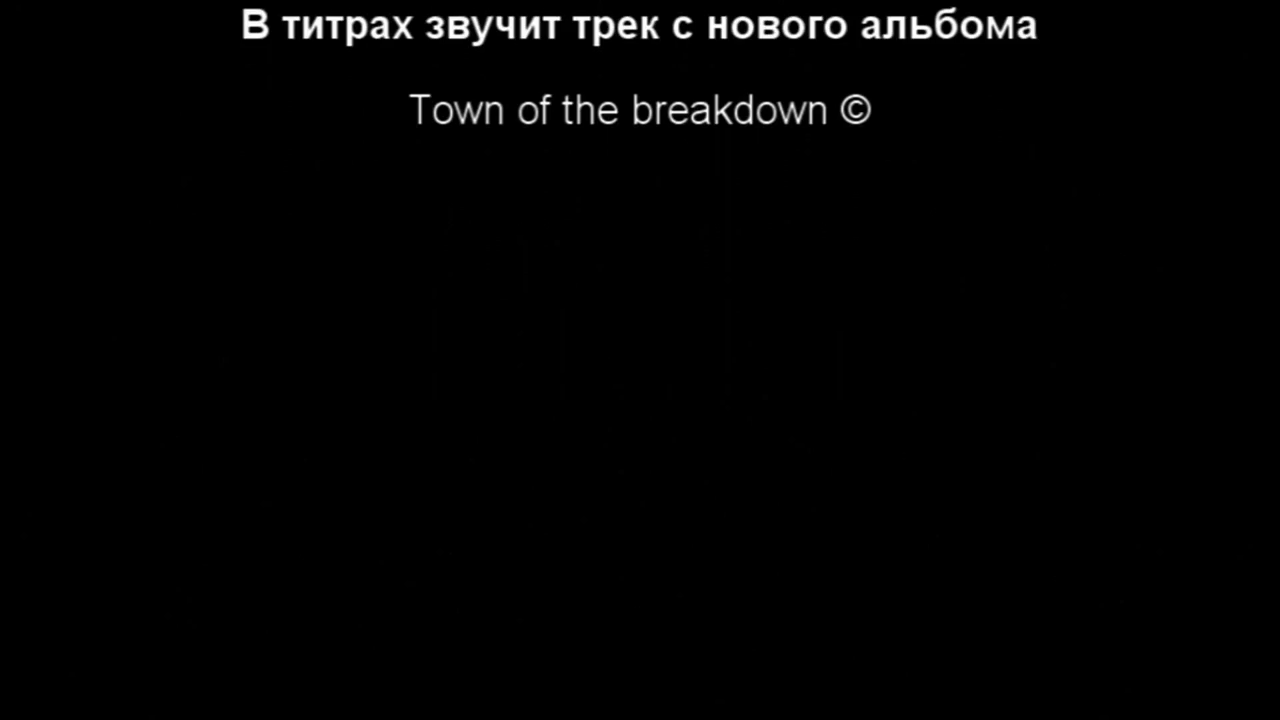 В титрах звучит трек с нового альбома
Town of the breakdown ©